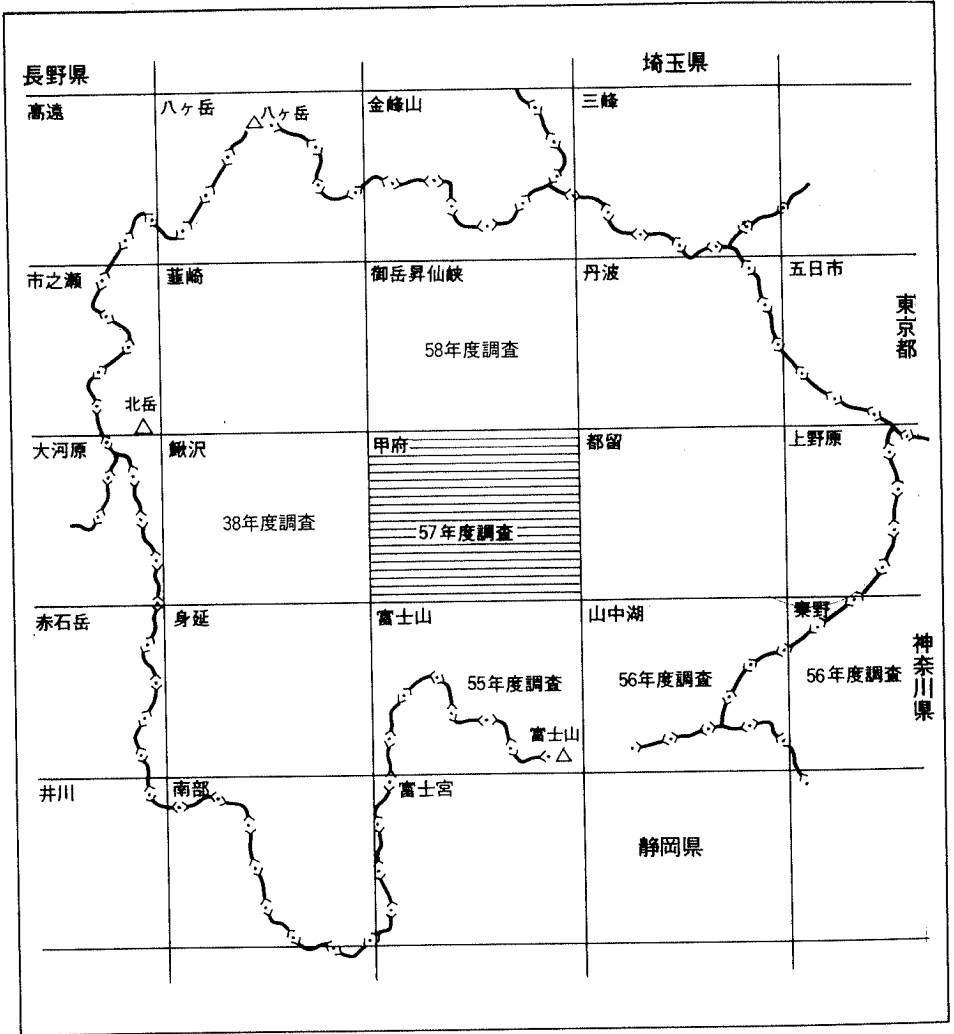 長野県
埼玉県
高遠
八ヶ岳
八ヶ岳
金峰山
三峰
市之瀬
韮崎
御岳昇仙峡
丹波
五日市
東京都
58年度調査
北岳
大河原
鰍沢
甲府
都留
上野原
38年度調査
57年度調査
赤石岳
身延
富士山
山中湖
秦野
神奈川県
55年度調査
56年度調査
56年度調査
富士山
井川
南部
富士宮
静岡県